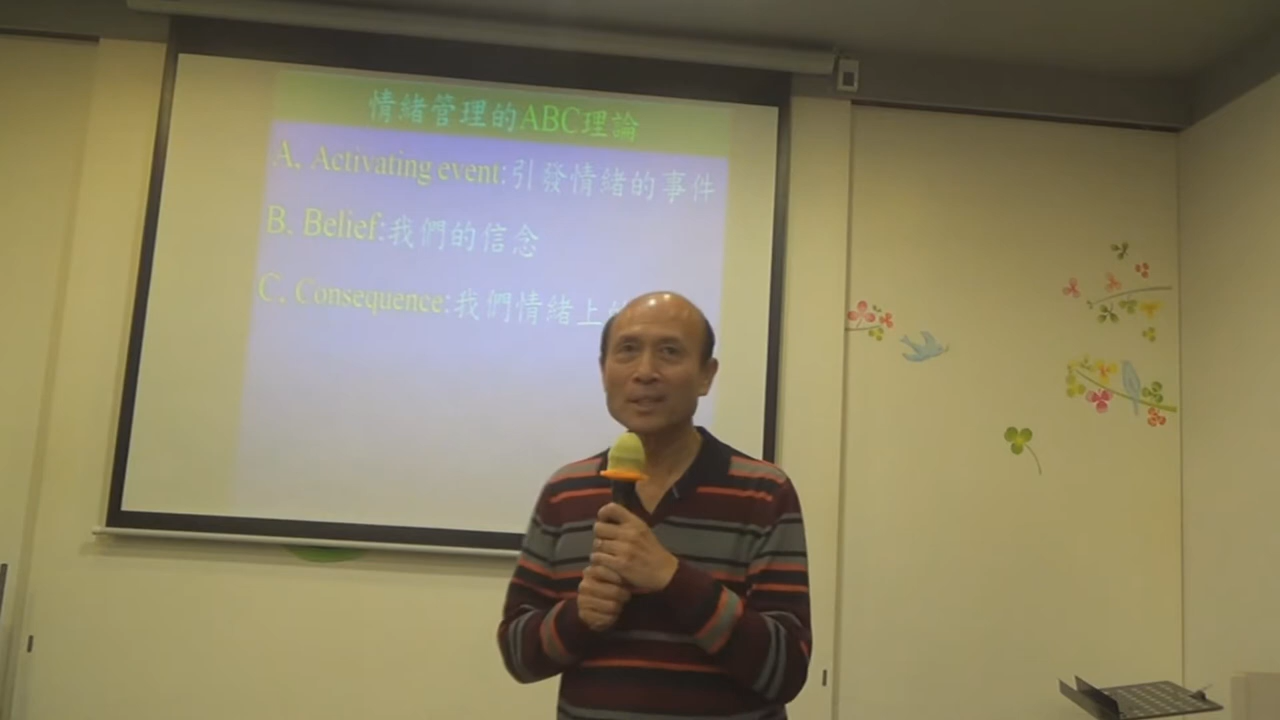 情緒管理的ABC理論
A. Activating event:引發情緒的事件
B. Belief:我們的信念
C. Consequence:我們情緒上的